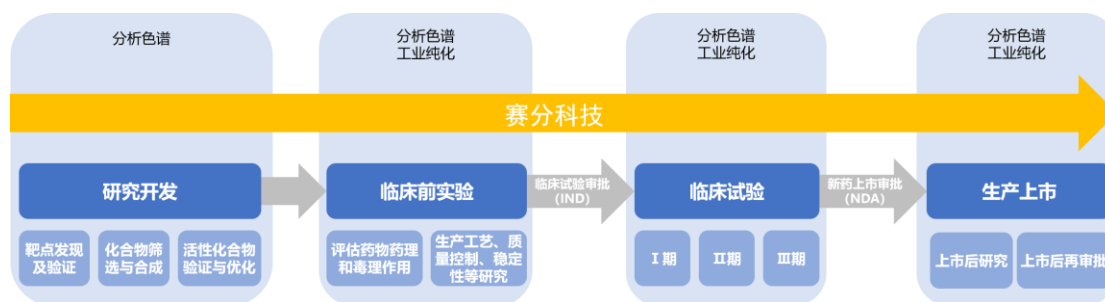 分析色谱
分析色谱
工业纯化
分析色谱
工业纯化
分析色谱
工业纯化
赛分科技
研究开发
临床前实验
临床试验审批
（IND）
临床试验
新药上市审批
（NDA）
生产上市
靶点发现
及验证
化合物筛
选与合成
活性化合物
验证与优化
评估药物药理
和毒理作用
生产工艺、质
量控制、稳定
性等研究
I 期
II期
III期
上市后研究
上市后再审批